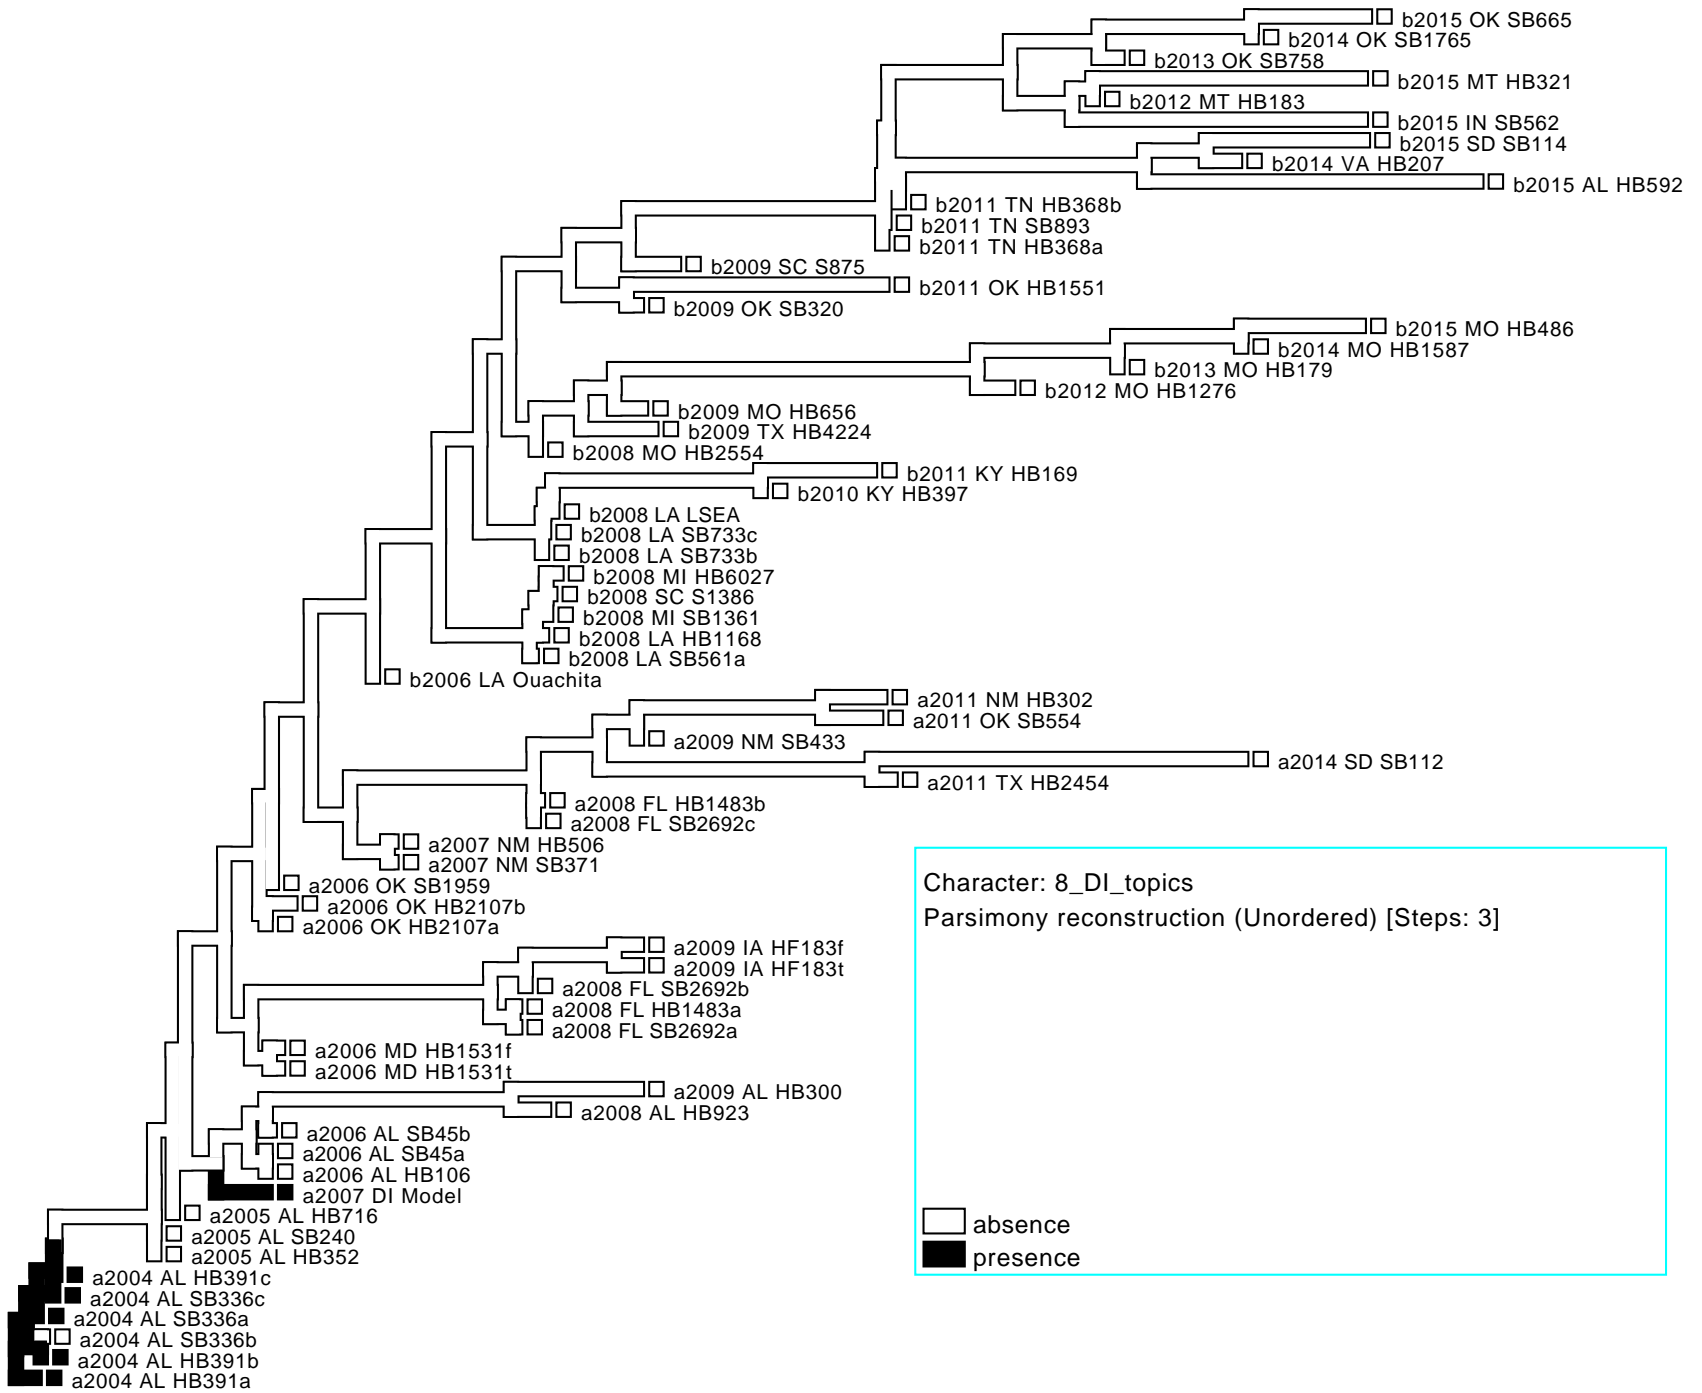 b2015 OK SB665
b2014 OK SB1765
b2013 OK SB758
b2015 MT HB321
b2012 MT HB183
b2015 IN SB562
b2015 SD SB114
b2014 VA HB207
b2015 AL HB592
b2011 TN HB368b
b2011 TN SB893
b2011 TN HB368a
b2009 SC S875
b2011 OK HB1551
b2009 OK SB320
b2015 MO HB486
b2014 MO HB1587
b2013 MO HB179
b2012 MO HB1276
b2009 MO HB656
b2009 TX HB4224
b2008 MO HB2554
b2011 KY HB169
b2010 KY HB397
b2008 LA LSEA
b2008 LA SB733c
b2008 LA SB733b
b2008 MI HB6027
b2008 SC S1386
b2008 MI SB1361
b2008 LA HB1168
b2008 LA SB561a
b2006 LA Ouachita
a2011 NM HB302
a2011 OK SB554
a2009 NM SB433
a2014 SD SB112
a2011 TX HB2454
a2008 FL HB1483b
a2008 FL SB2692c
a2007 NM HB506
a2007 NM SB371
a2006 OK SB1959
a2006 OK HB2107b
a2006 OK HB2107a
a2009 IA HF183f
a2009 IA HF183t
a2008 FL SB2692b
a2008 FL HB1483a
a2008 FL SB2692a
a2006 MD HB1531f
a2006 MD HB1531t
a2009 AL HB300
a2008 AL HB923
a2006 AL SB45b
a2006 AL SB45a
a2006 AL HB106
a2007 DI Model
a2005 AL HB716
a2005 AL SB240
a2005 AL HB352
a2004 AL HB391c
a2004 AL SB336c
a2004 AL SB336a
a2004 AL SB336b
a2004 AL HB391b
a2004 AL HB391a
Character: 8_DI_topics
Parsimony reconstruction (Unordered) [Steps: 3]
absence
presence